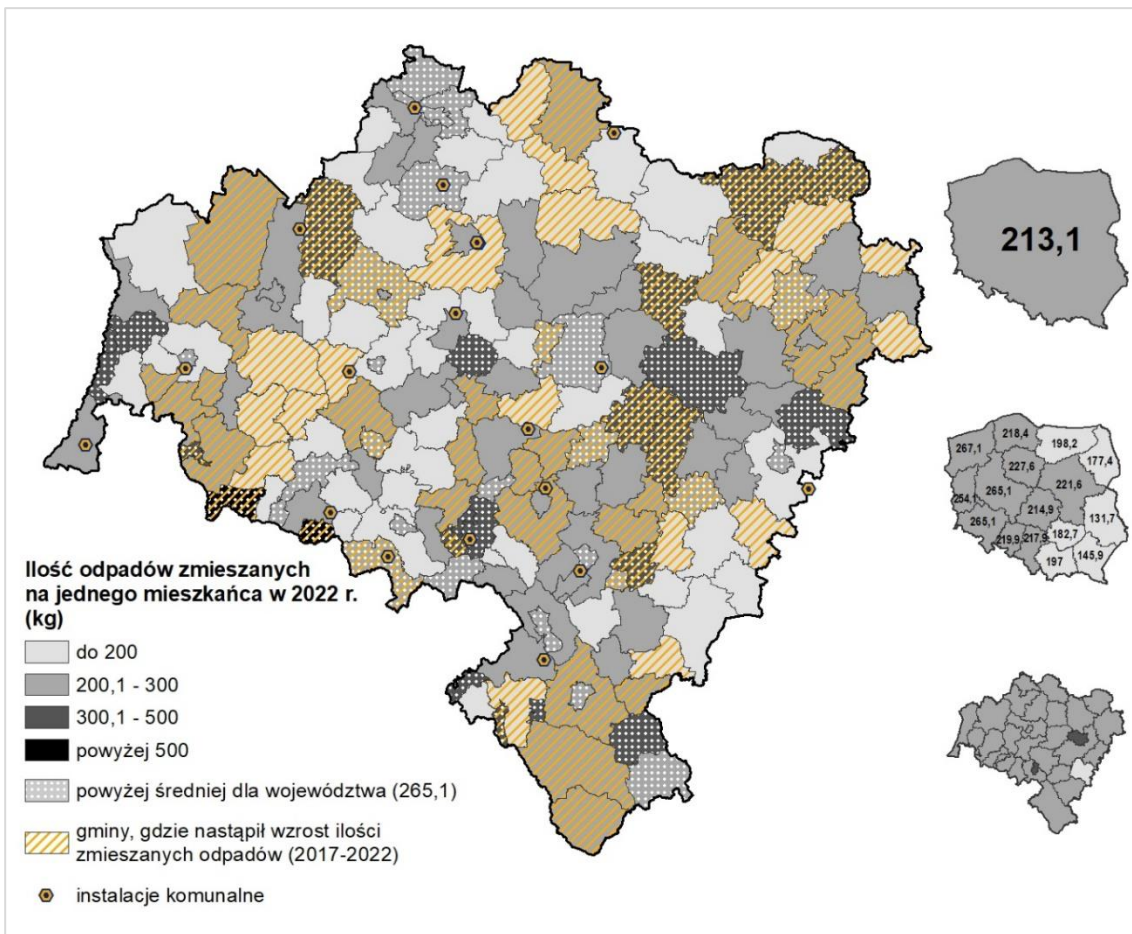 213,1
267,1
218,4
198,2
177,4
227,6
221,6
254,1
265,1
214,9
131,7
265,1
219,9
217,9
182,7
197
145,9
Ilość odpadów zmieszanych
na jednego mieszkańca w 2022 r.
(kg)
do 200
200,1 - 300
300,1 - 500
powyżej 500
powyżej średniej dla województwa (265,1)
gminy, gdzie nastąpił wzrost ilości
zmieszanych odpadów (2017-2022)
instalacje komunalne